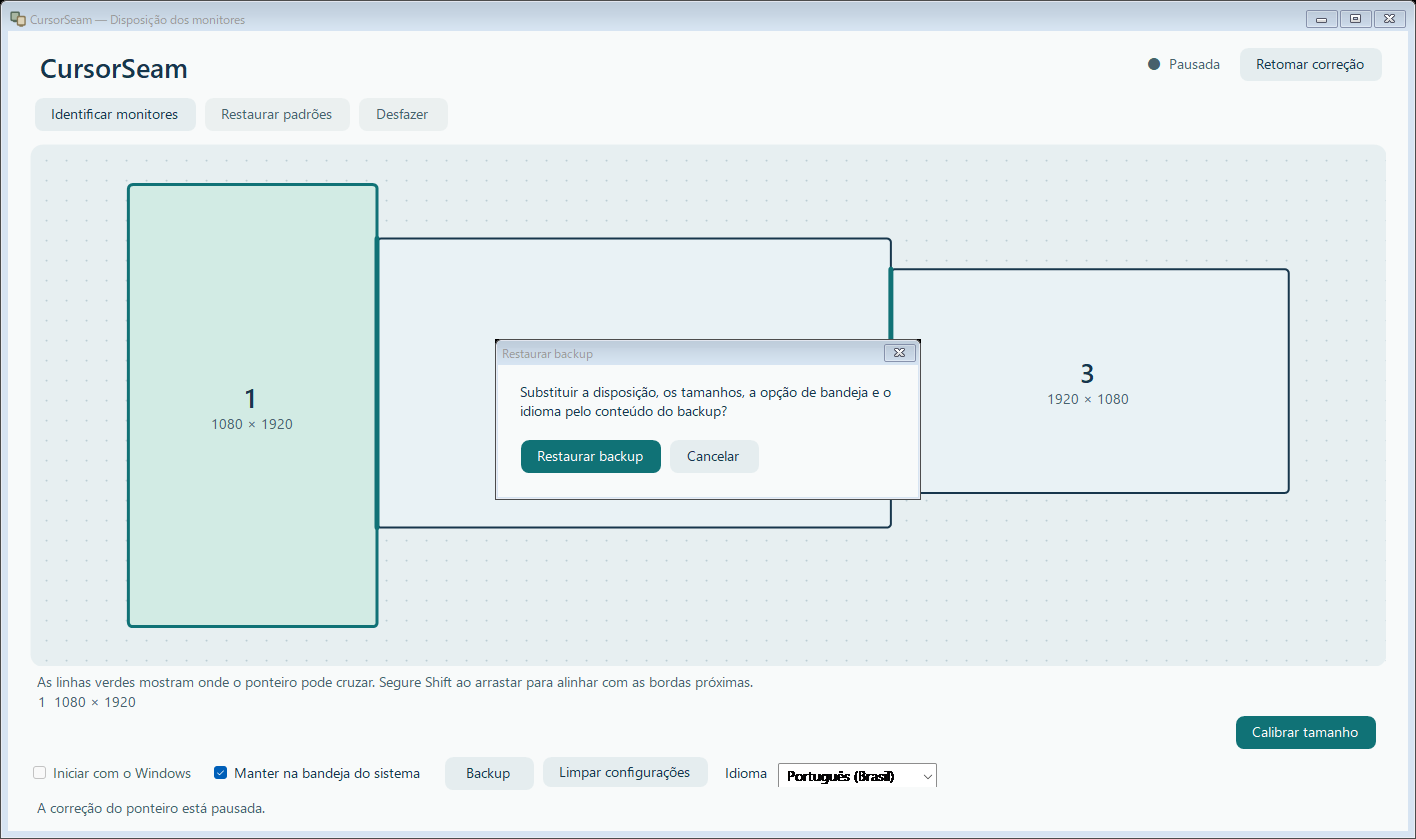 CursorSeam — Disposição dos monitores
CursorSeam
Pausada
Retomar correção
Identificar monitores
Restaurar padrões
Desfazer
1
1080 × 1920
3
1920 × 1080
Restaurar backup
Substituir a disposição, os tamanhos, a opção de bandeja e o
idioma pelo conteúdo do backup?
Restaurar backup
Cancelar
As linhas verdes mostram onde o ponteiro pode cruzar. Segure Shift ao arrastar para alinhar com as bordas próximas.
1 1080 × 1920
Calibrar tamanho
Iniciar com o Windows
Manter na bandeja do sistema
Backup
Limpar configurações
Idioma
Português (Brasil)
A correção do ponteiro está pausada.